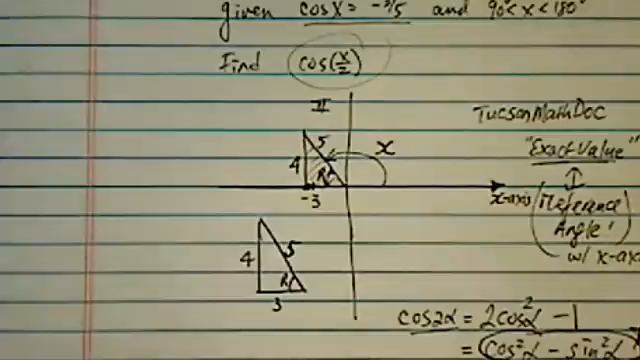 given cosX = -3/5 and 90°<x<180°
Find cos(x/2)
II
TucsonMathDoc
5
x
"Exact Value"
4
R
-3
x-axis
(Reference
Angle'
w/ x-ax
4
5
R
3
cos2α = 2cos²α - 1
= cos²α - sin²α